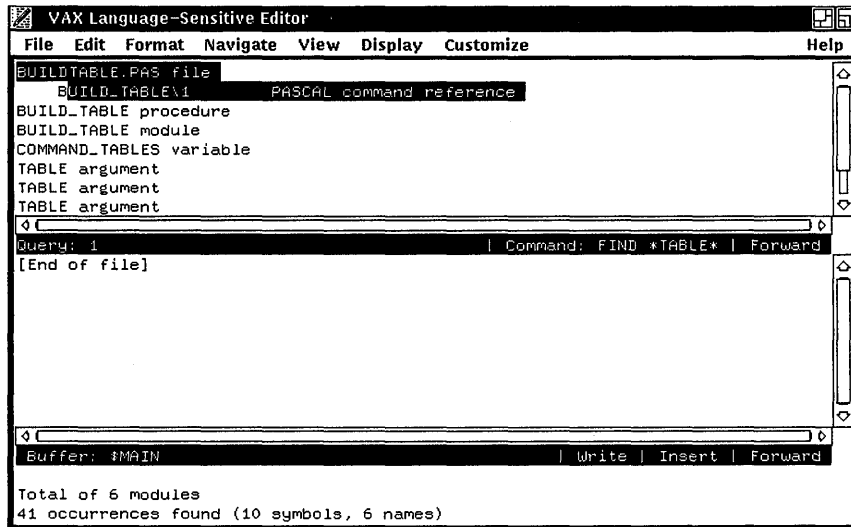 VAX Language-Sensitive Editor
File Edit Format Navigate View Display Customize Help
BUILDTABLE.PAS file
BUILD_TABLE\1 PASCAL command reference
BUILD_TABLE procedure
BUILD_TABLE module
COMMAND_TABLES variable
TABLE argument
TABLE argument
TABLE argument
Query: 1 | Command: FIND *TABLE* | Forward
[End of file]
Buffer: $MAIN | Write | Insert | Forward
Total of 6 modules
41 occurrences found (10 symbols, 6 names)